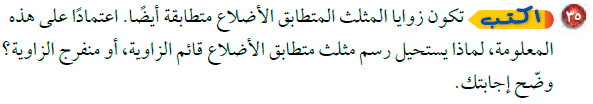 ٣٥ اكتب تكون زوايا المثلث المتطابق الأضلاع متطابقة أيضًا. اعتمادًا على هذه
المعلومة، لماذا يستحيل رسم مثلث متطابق الأضلاع قائم الزاوية، أو منفرج الزاوية؟
وضّح إجابتك.